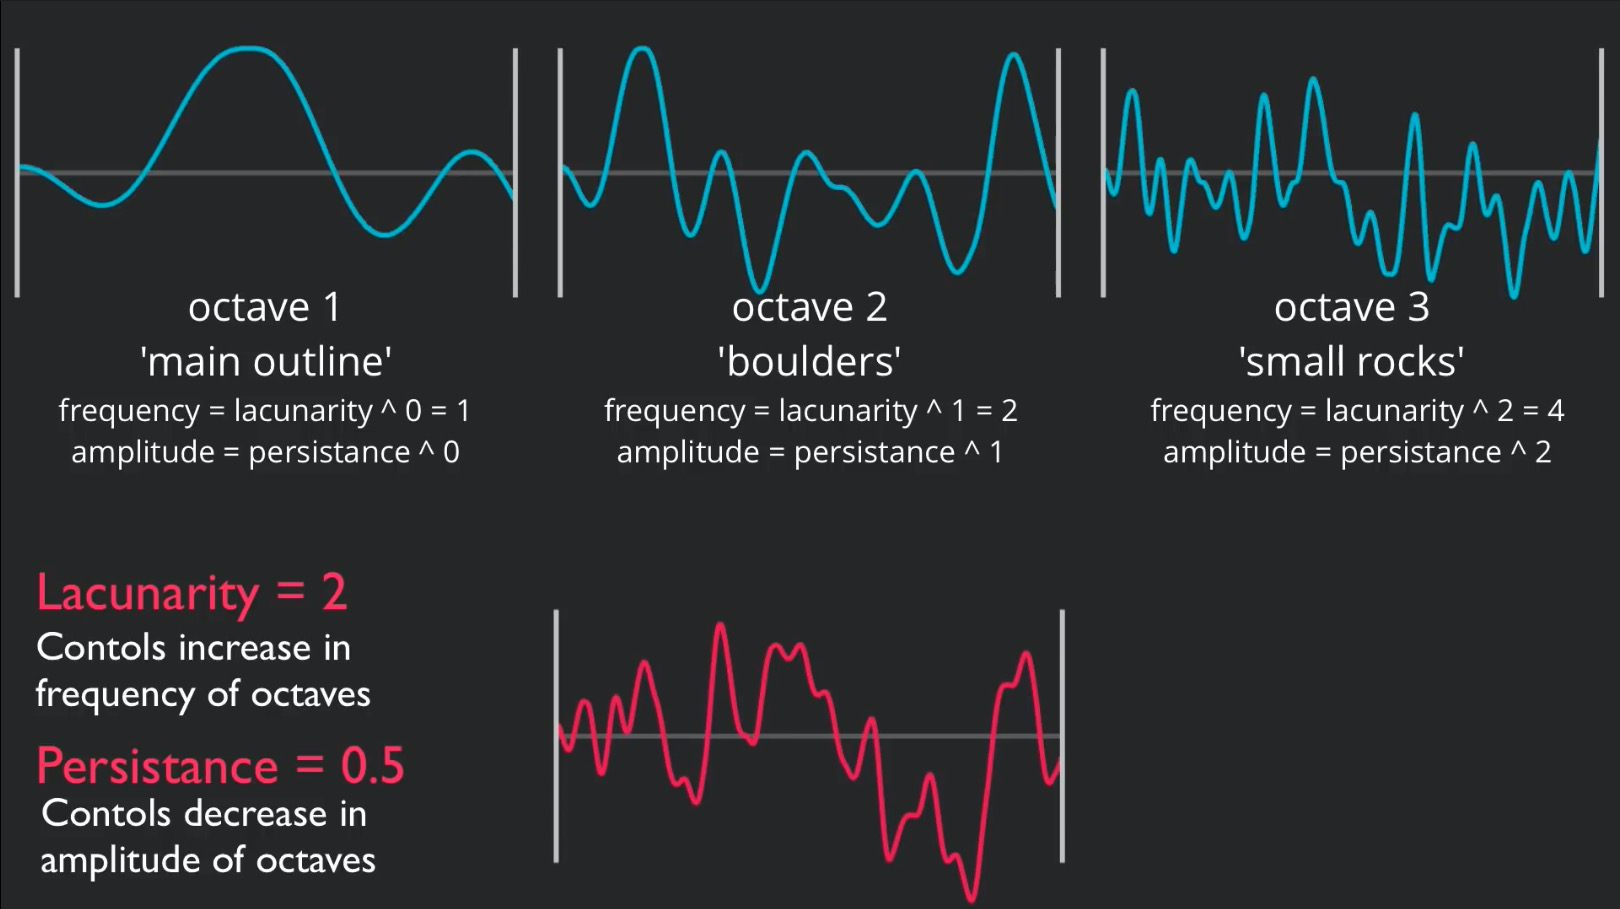 octave 1
'main outline'
frequency = lacunarity ^ 0 = 1
amplitude = persistance ^ 0
octave 2
'boulders'
frequency = lacunarity ^ 1 = 2
amplitude = persistance ^ 1
octave 3
'small rocks'
frequency = lacunarity ^ 2 = 4
amplitude = persistance ^ 2
Lacunarity = 2
Contols increase in
frequency of octaves
Persistance = 0.5
Contols decrease in
amplitude of octaves